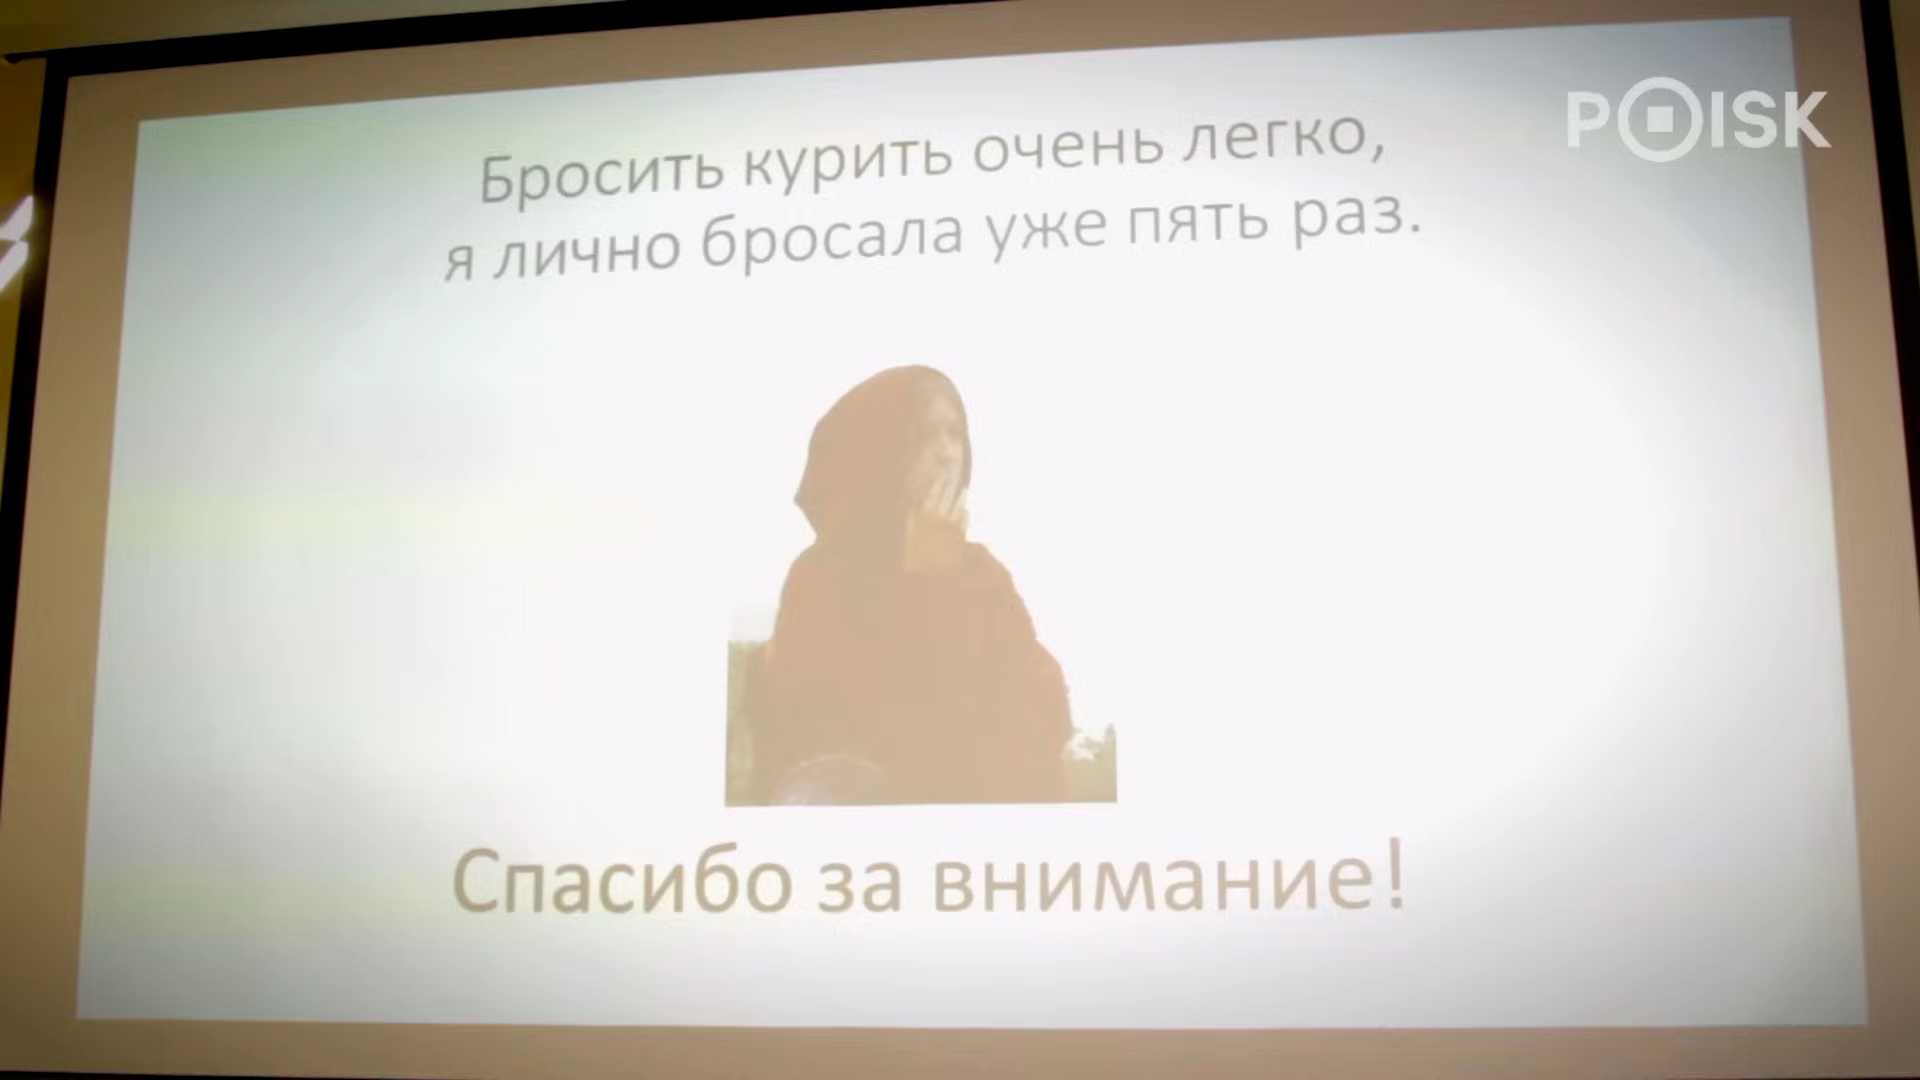 POISK
Бросить курить очень легко,
я лично бросала уже пять раз.
Спасибо за внимание!